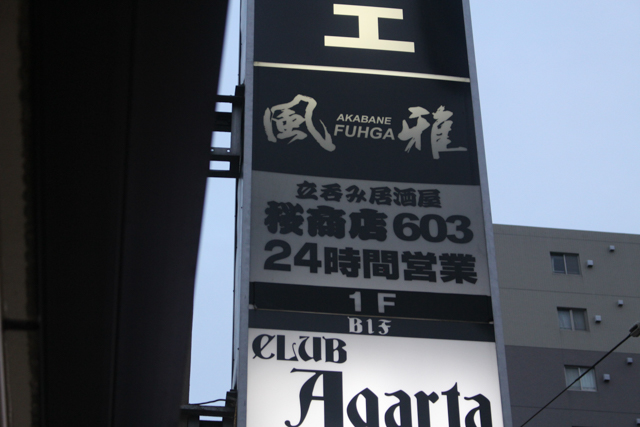 エ
風 AKABANE FUHGA 雅
立呑み居酒屋
桜商店603
24時間営業
1F
B1F
CLUB
Agarta